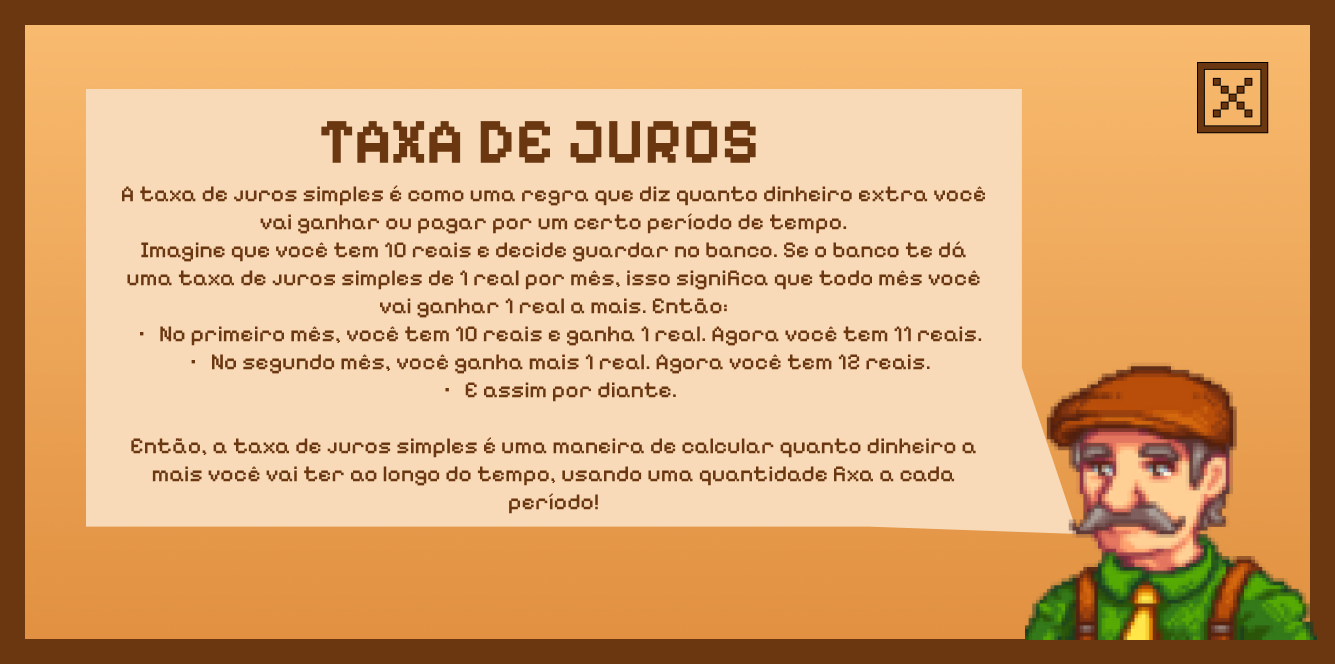 TAXA DE JUROS
A taxa de juros simples é como uma regra que diz quanto dinheiro extra você
vai ganhar ou pagar por um certo período de tempo.
Imagine que você tem 10 reais e decide guardar no banco. Se o banco te dá
uma taxa de juros simples de 1 real por mês, isso significa que todo mês você
vai ganhar 1 real a mais. Então:
· No primeiro mês, você tem 10 reais e ganha 1 real. Agora você tem 11 reais.
· No segundo mês, você ganha mais 1 real. Agora você tem 12 reais.
· E assim por diante.
Então, a taxa de juros simples é uma maneira de calcular quanto dinheiro a
mais você vai ter ao longo do tempo, usando uma quantidade fixa a cada
período!